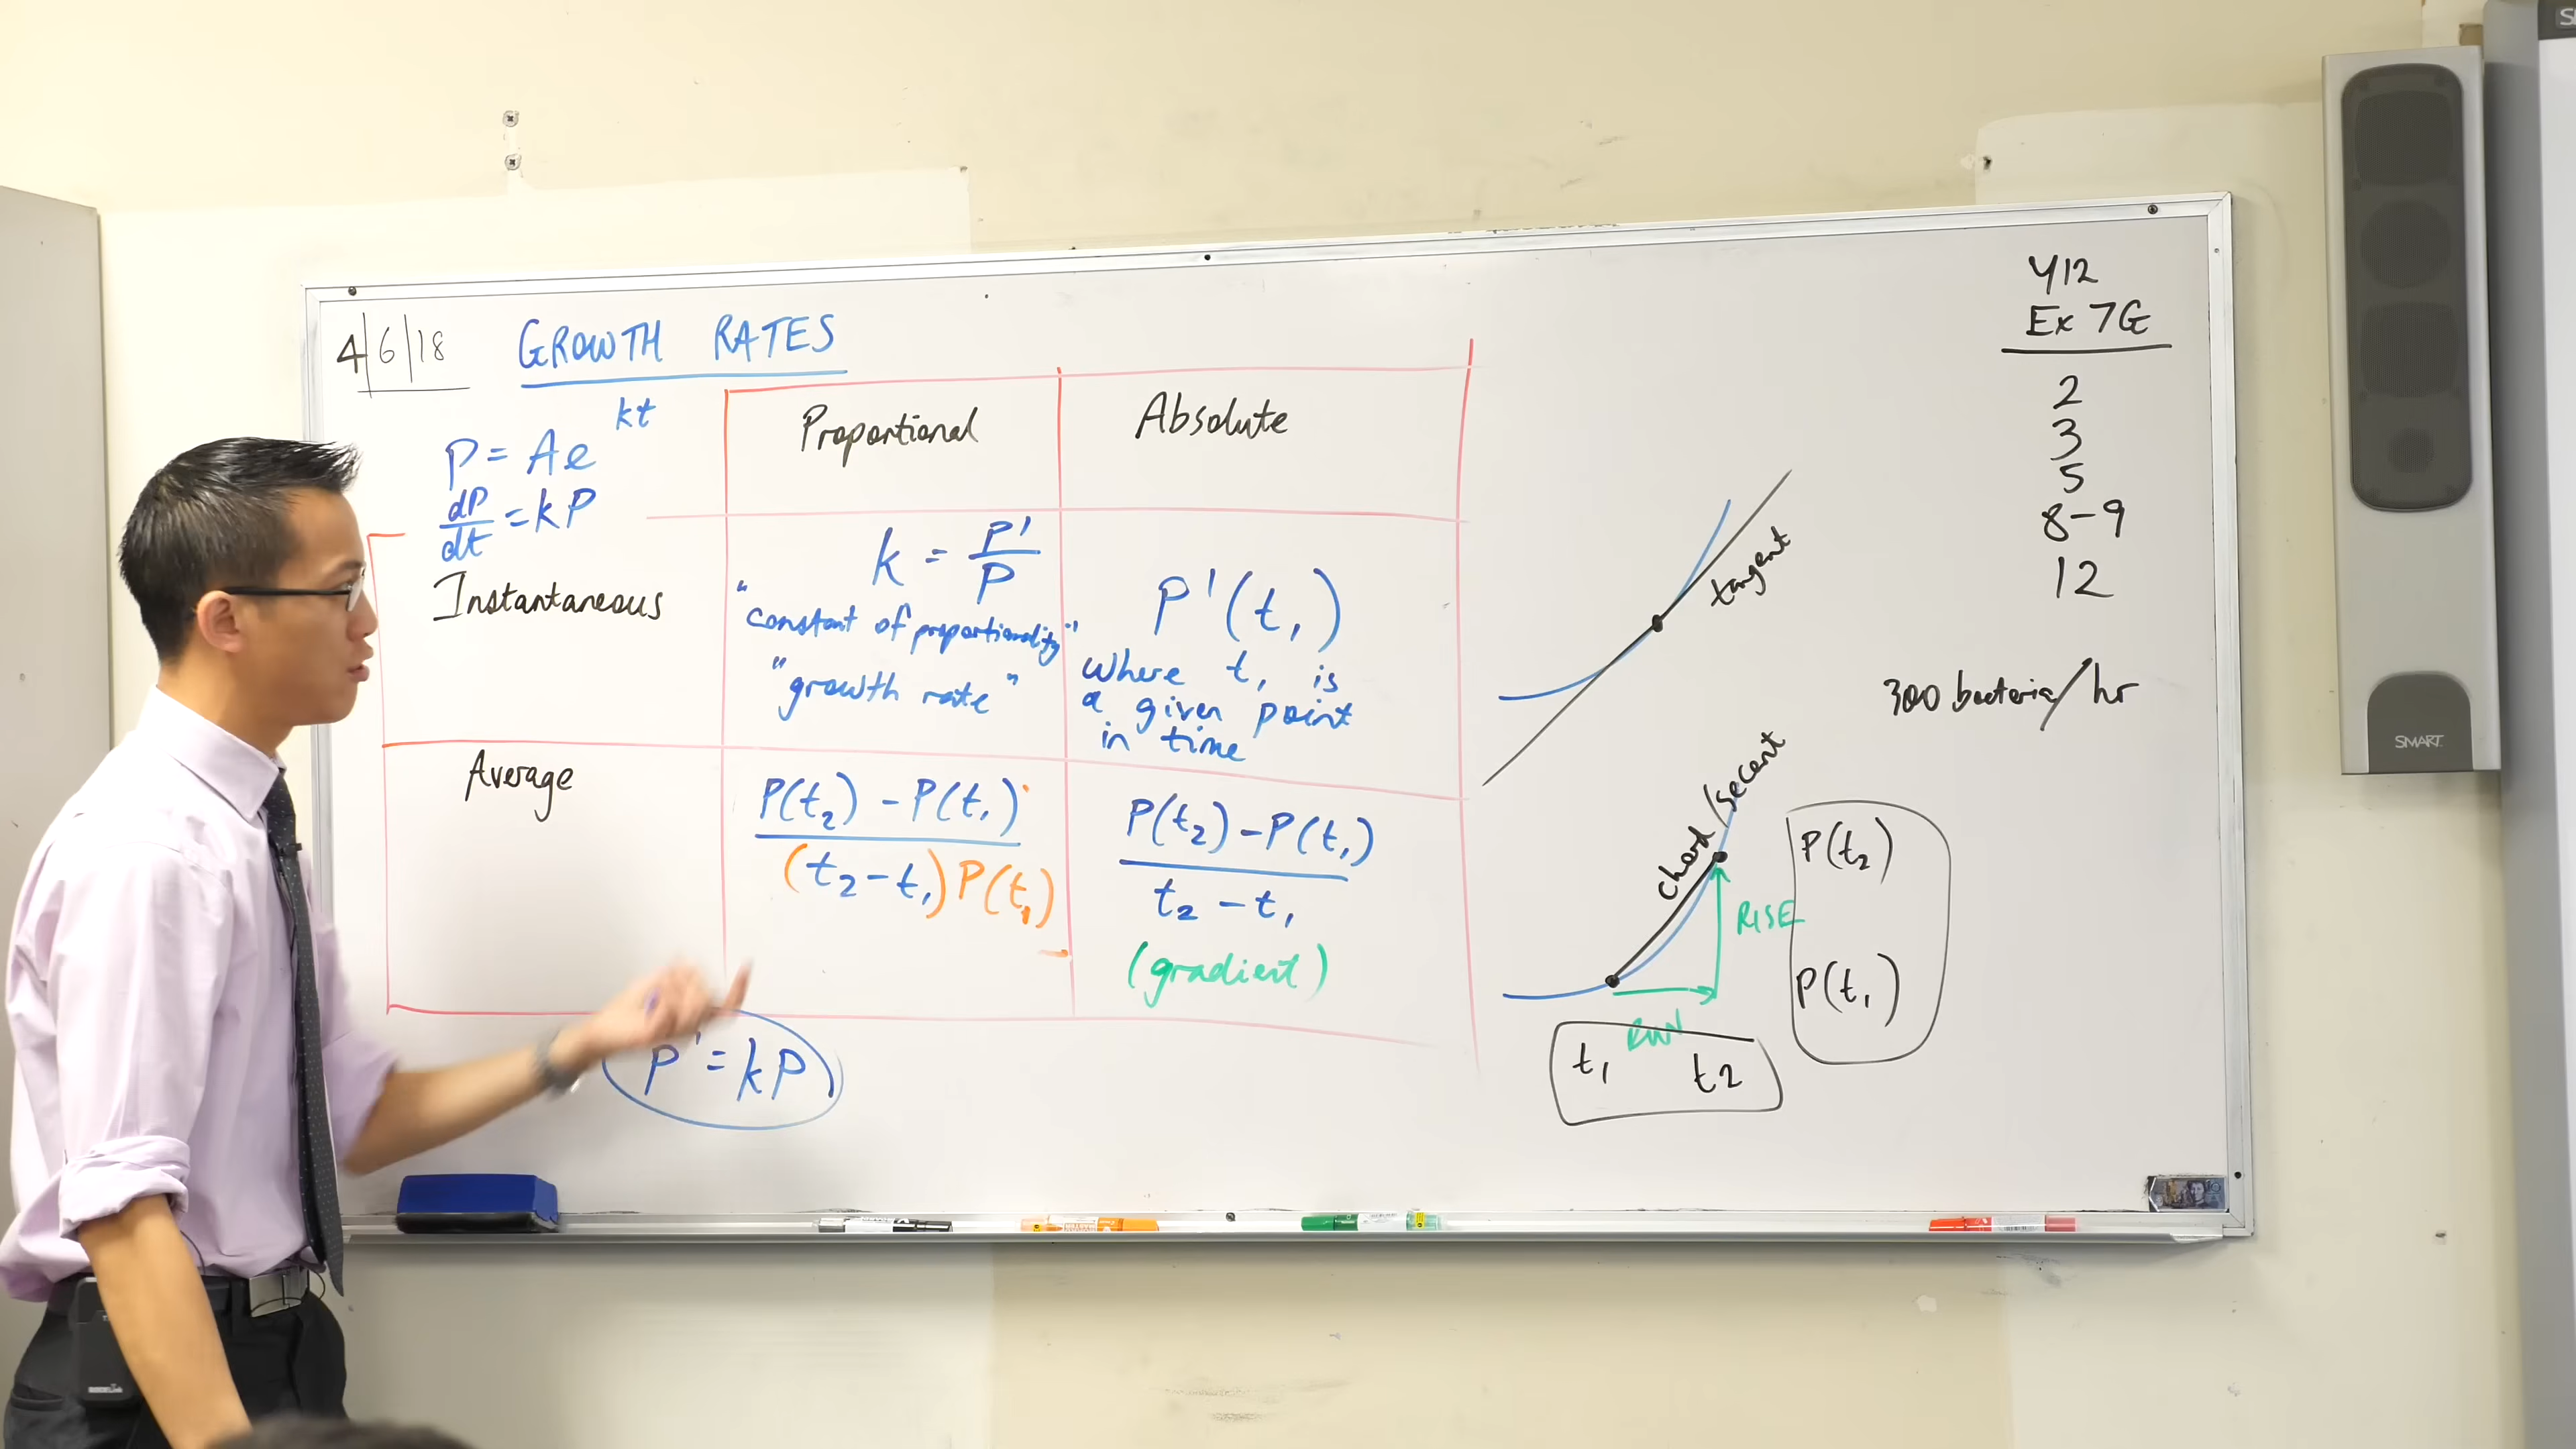 4/6/18 GROWTH RATES
P = Ae^kt
dP/dt = kP
Proportional
Absolute
Instantaneous
k = P'/P
"constant of proportionality"
"growth rate"
P'(t₁)
where t₁ is
a given point
in time
Average
P(t₂) - P(t₁)
(t₂ - t₁) P(t₁)
P(t₂) - P(t₁)
t₂ - t₁
(gradient)
P' = kP
tangent
chord/secant
RISE
RUN
P(t₂)
P(t₁)
t₁ t₂
Y12
Ex 7G
2
3
5
8-9
12
300 bacteria/hr
SMART